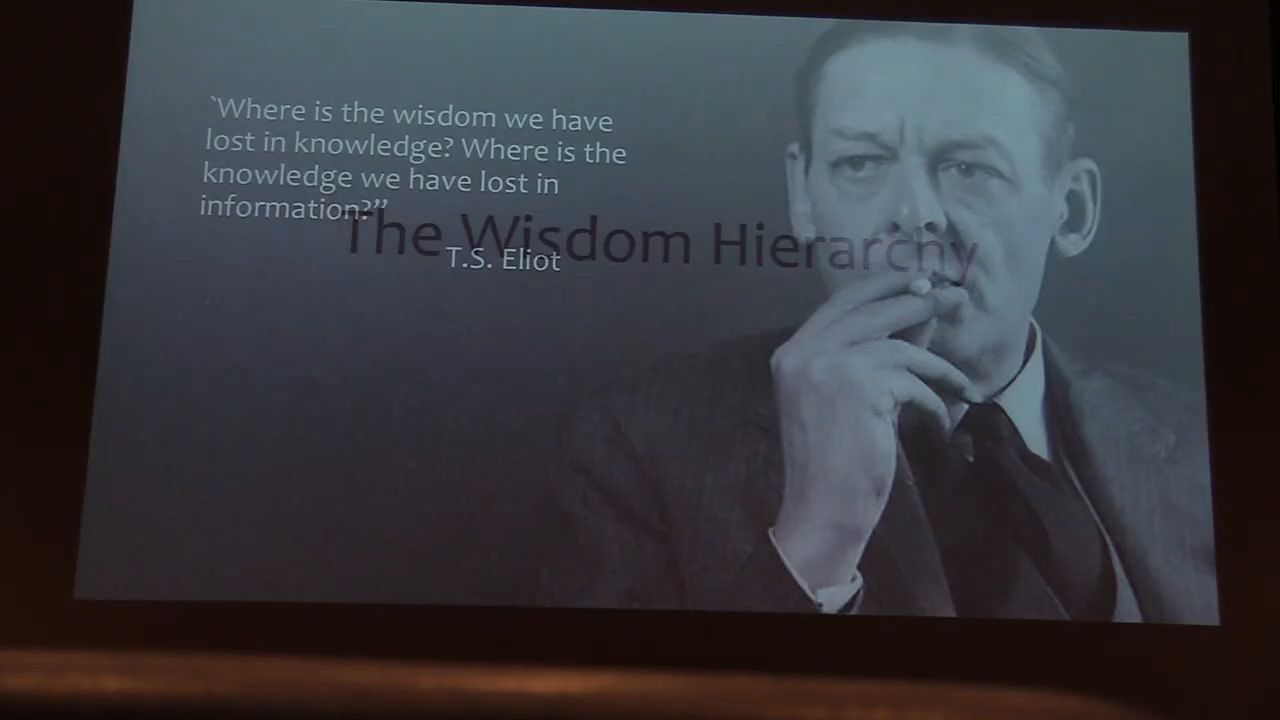 `Where is the wisdom we have
lost in knowledge? Where is the
knowledge we have lost in
information?”
The Wisdom Hierarchy
T.S. Eliot